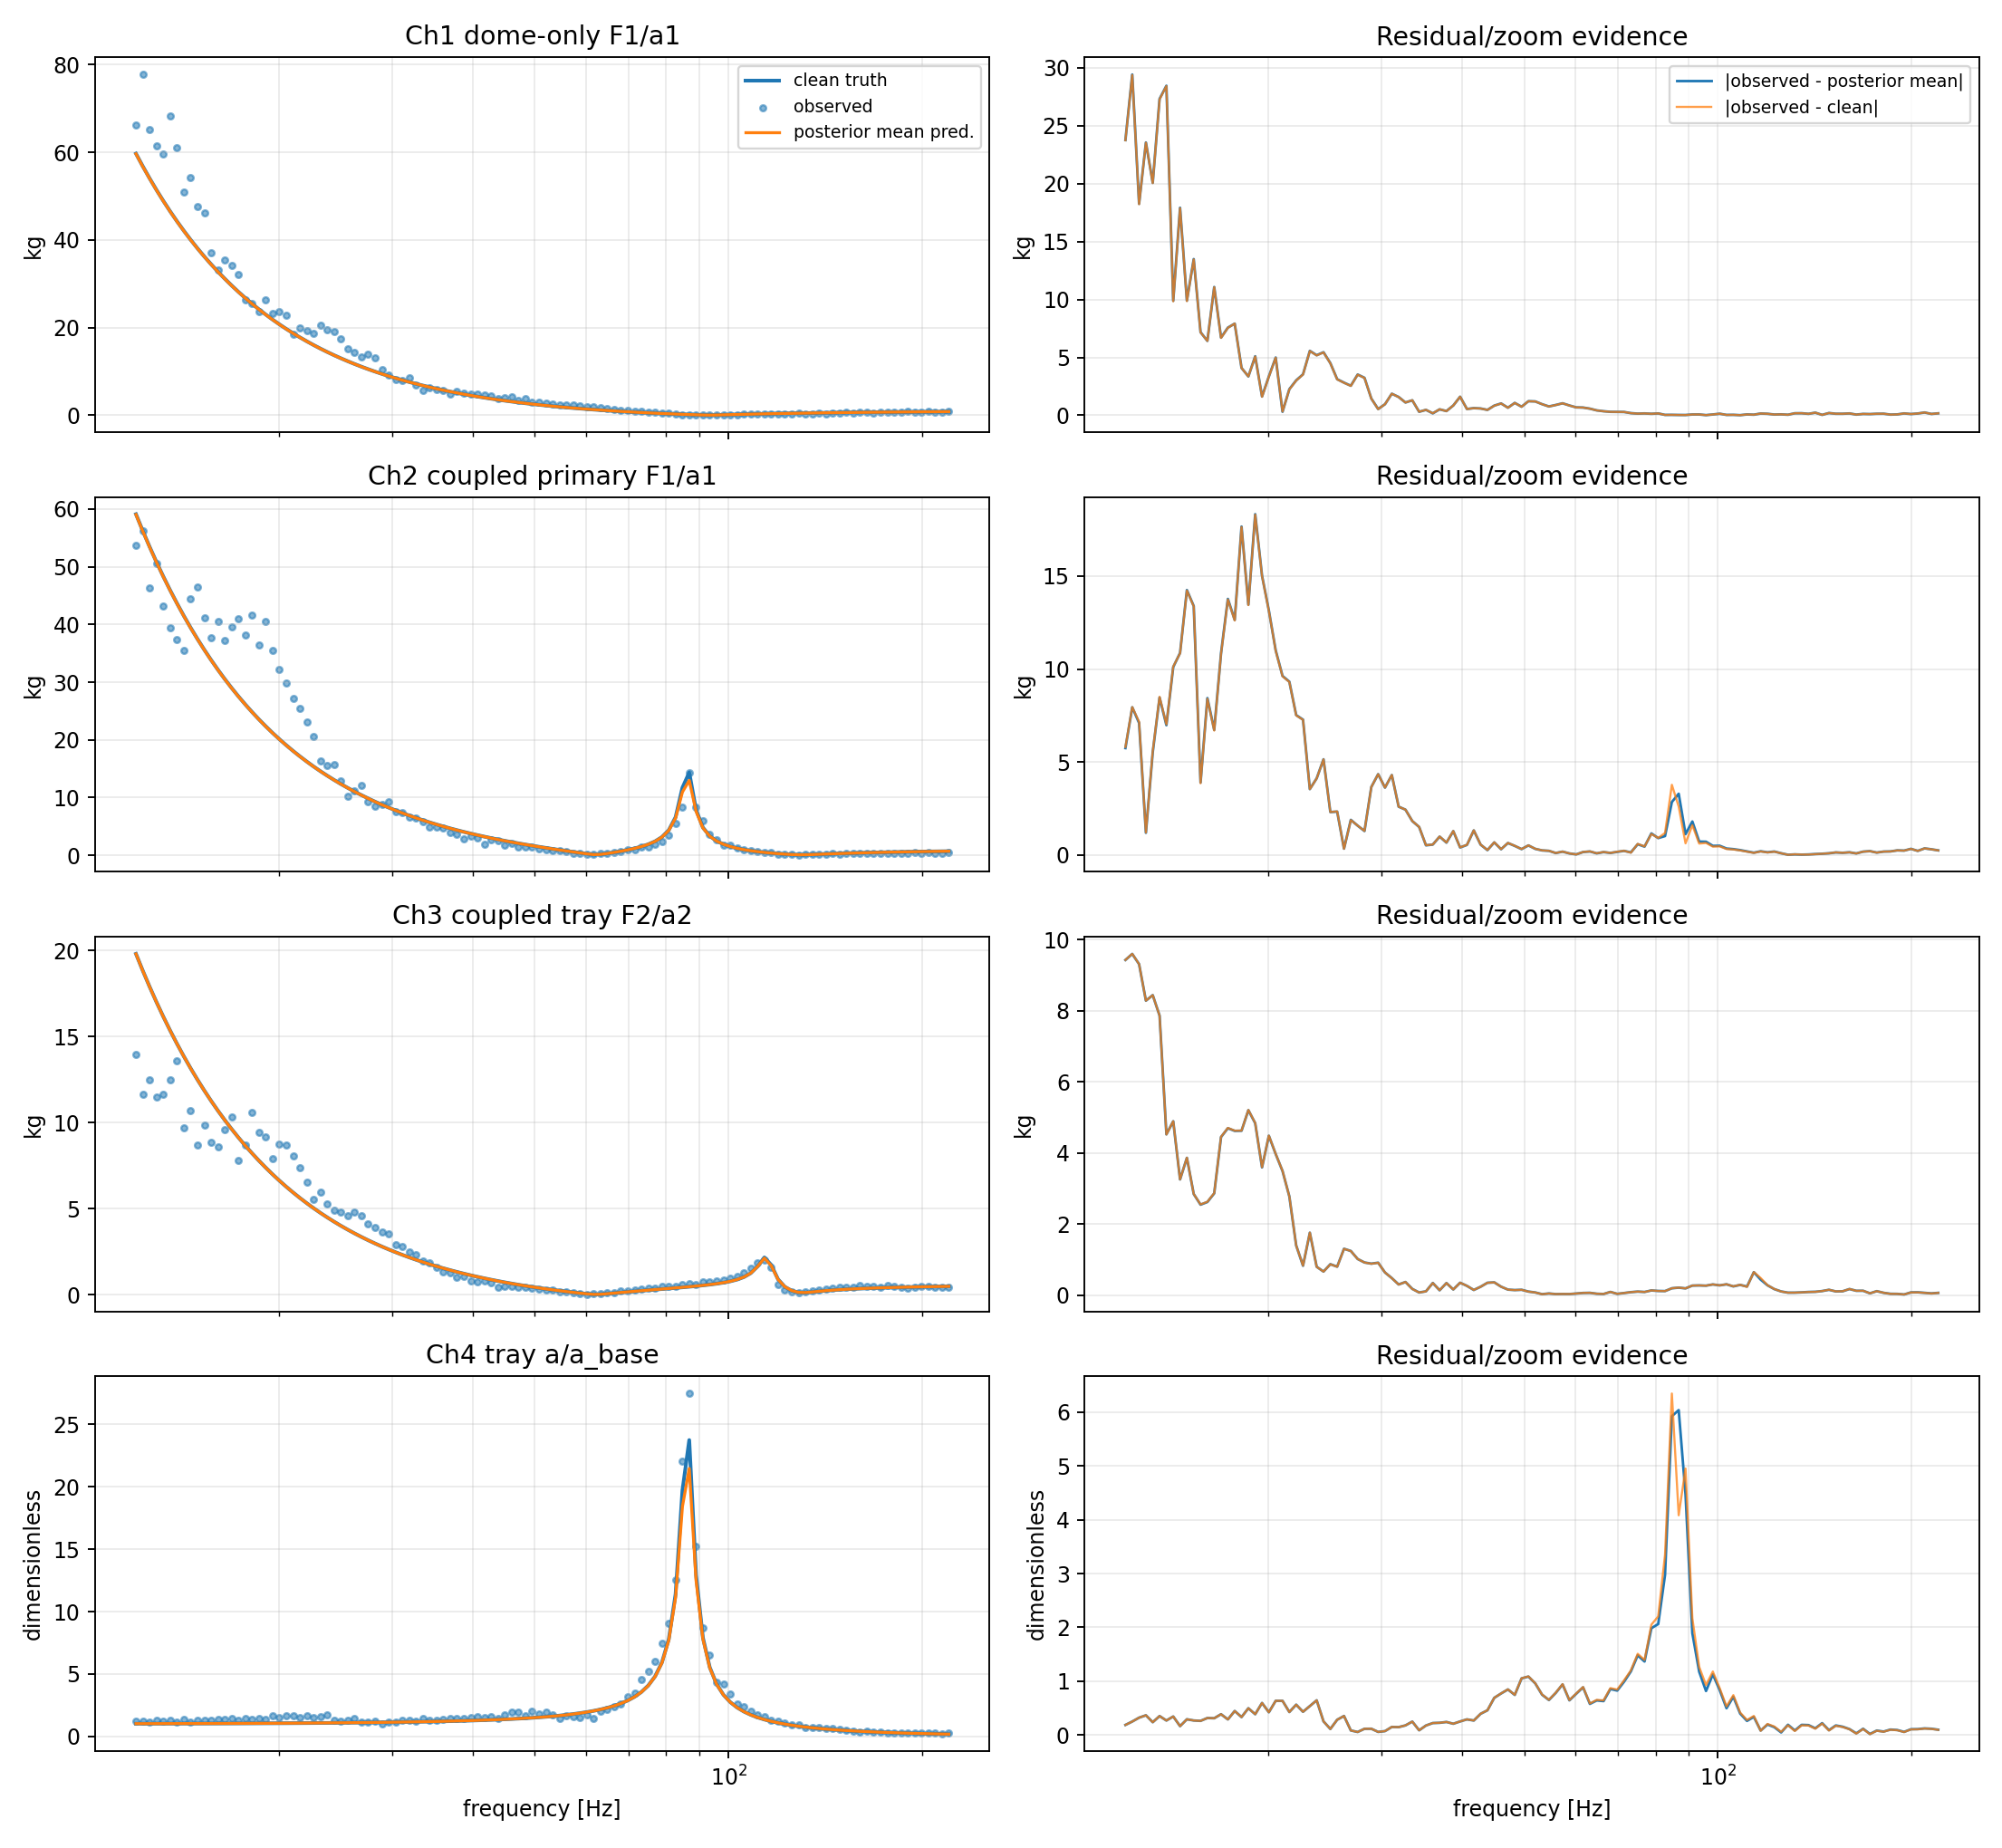 Ch1 dome-only F1/a1
80
60
40
20
0
kg
clean truth
observed
posterior mean pred.
Residual/zoom evidence
30
25
20
15
10
5
0
kg
|observed - posterior mean|
|observed - clean|
Ch2 coupled primary F1/a1
60
50
40
30
20
10
0
kg
Residual/zoom evidence
15
10
5
0
kg
Ch3 coupled tray F2/a2
20
15
10
5
0
kg
Residual/zoom evidence
10
8
6
4
2
0
kg
Ch4 tray a/a_base
25
20
15
10
5
0
dimensionless
10²
frequency [Hz]
Residual/zoom evidence
6
5
4
3
2
1
0
dimensionless
10²
frequency [Hz]